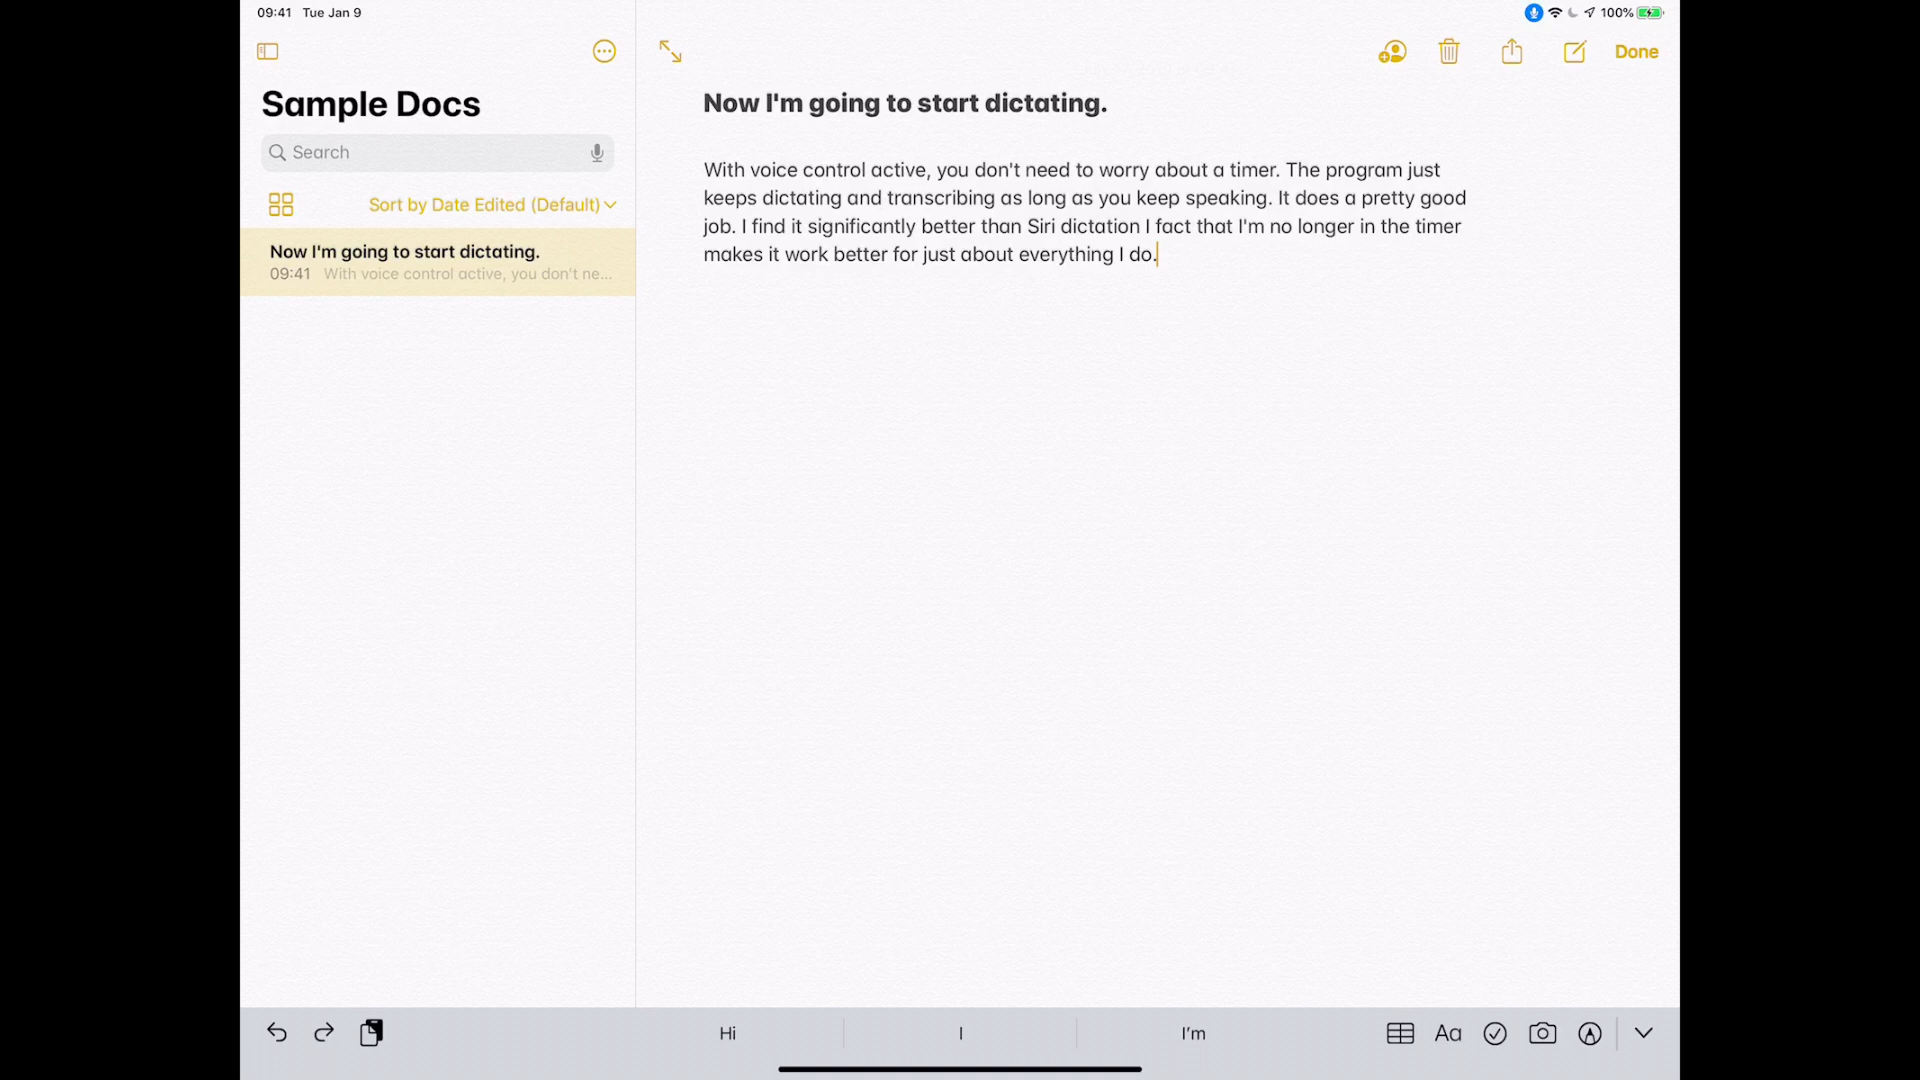 09:41 Tue Jan 9
100%
Done
Sample Docs
Search
Sort by Date Edited (Default)
Now I'm going to start dictating.
09:41 With voice control active, you don't ne...
Now I'm going to start dictating.
With voice control active, you don't need to worry about a timer. The program just
keeps dictating and transcribing as long as you keep speaking. It does a pretty good
job. I find it significantly better than Siri dictation I fact that I'm no longer in the timer
makes it work better for just about everything I do.
Hi I I'm
Aa